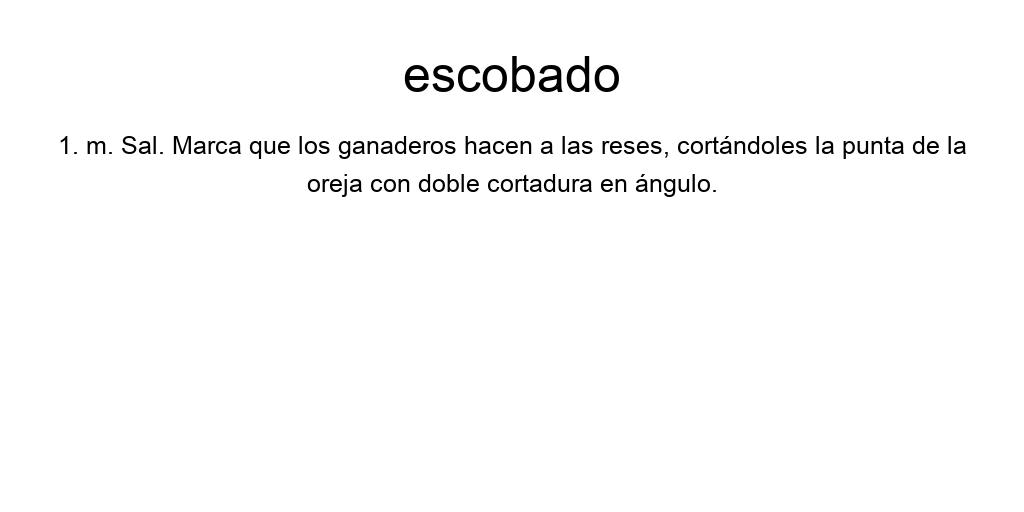 escobado
1. m. Sal. Marca que los ganaderos hacen a las reses, cortándoles la punta de la
oreja con doble cortadura en ángulo.